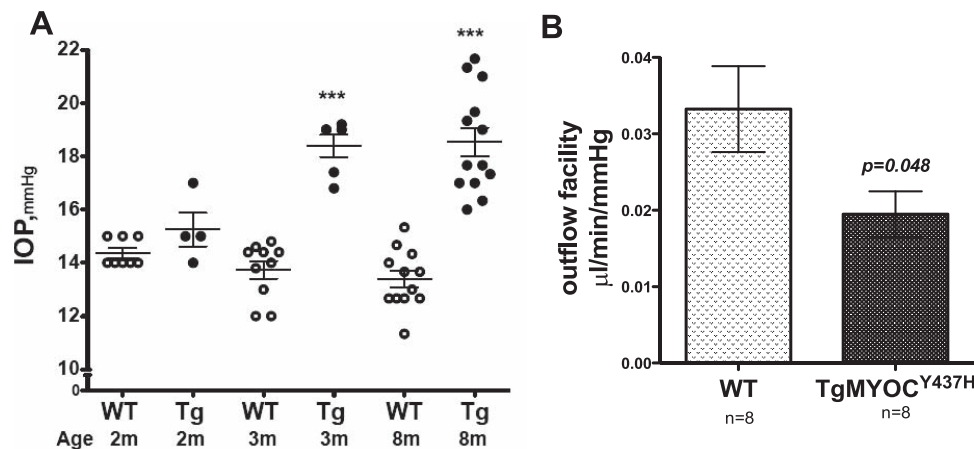 A
IOP,mmHg
22
20
18
16
14
12
10
0
***
***
WT Tg WT Tg WT Tg
Age 2m 2m 3m 3m 8m 8m
B
outflow facility
µl/min/mmHg
0.04
0.03
0.02
0.01
0.00
p=0.048
WT TgMYOC^Y437H
n=8 n=8